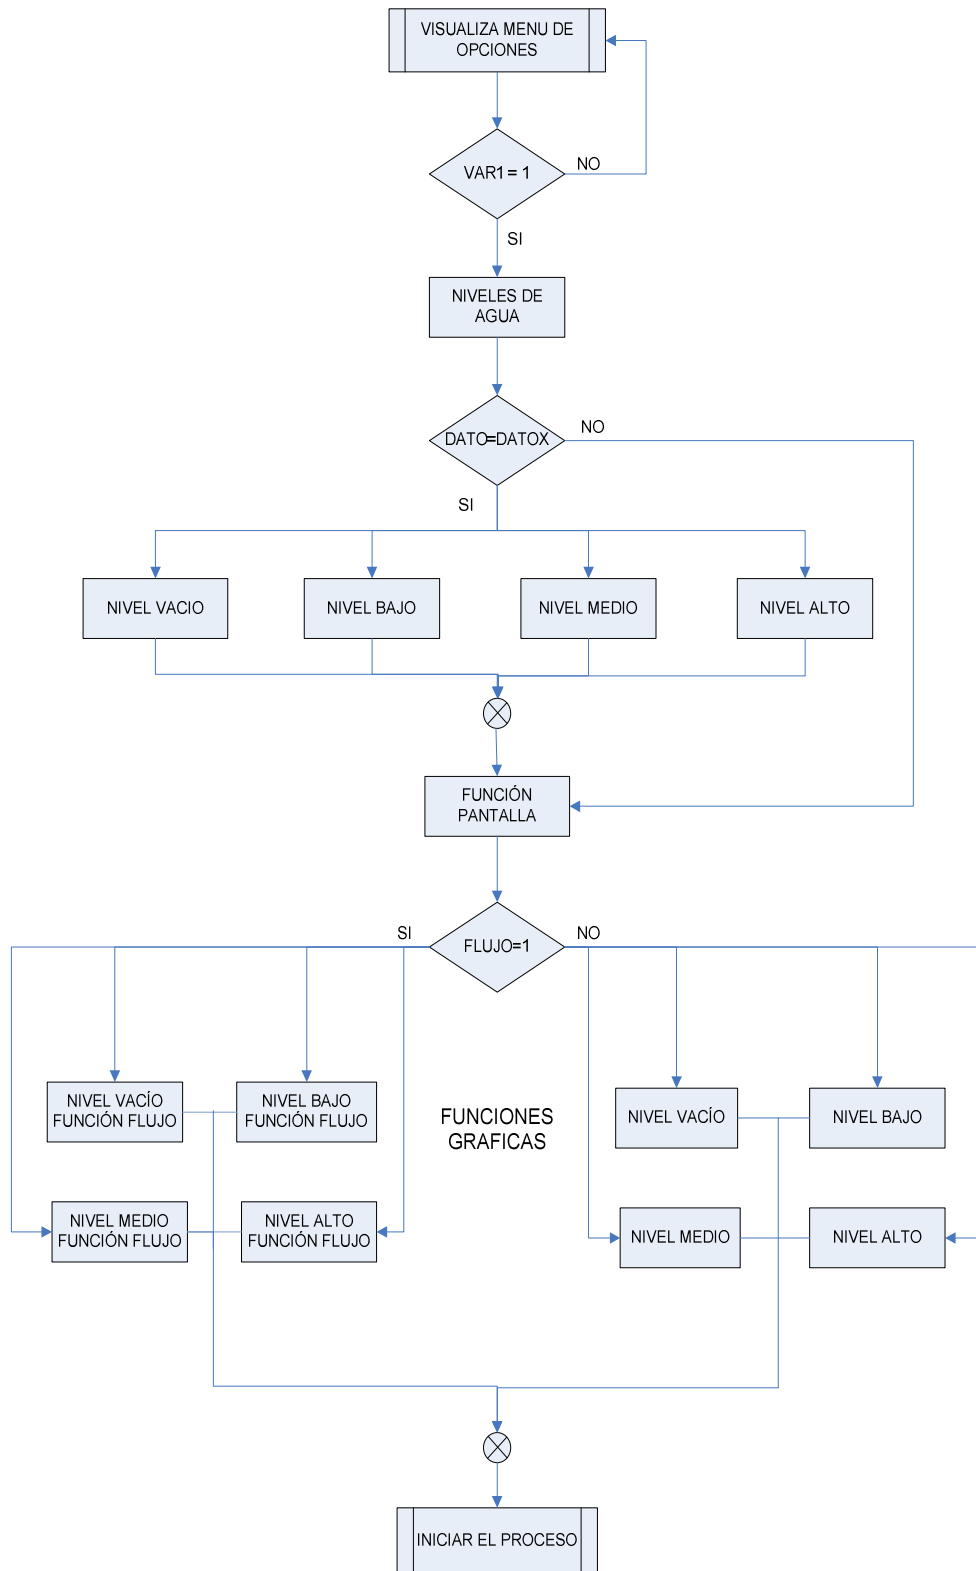 VISUALIZA MENU DE
OPCIONES
VAR1 = 1
NO
SI
NIVELES DE
AGUA
DATO=DATOX
NO
SI
NIVEL VACIO
NIVEL BAJO
NIVEL MEDIO
NIVEL ALTO
FUNCIÓN
PANTALLA
SI
FLUJO=1
NO
NIVEL VACÍO
FUNCIÓN FLUJO
NIVEL BAJO
FUNCIÓN FLUJO
FUNCIONES
GRAFICAS
NIVEL VACÍO
NIVEL BAJO
NIVEL MEDIO
FUNCIÓN FLUJO
NIVEL ALTO
FUNCIÓN FLUJO
NIVEL MEDIO
NIVEL ALTO
INICIAR EL PROCESO